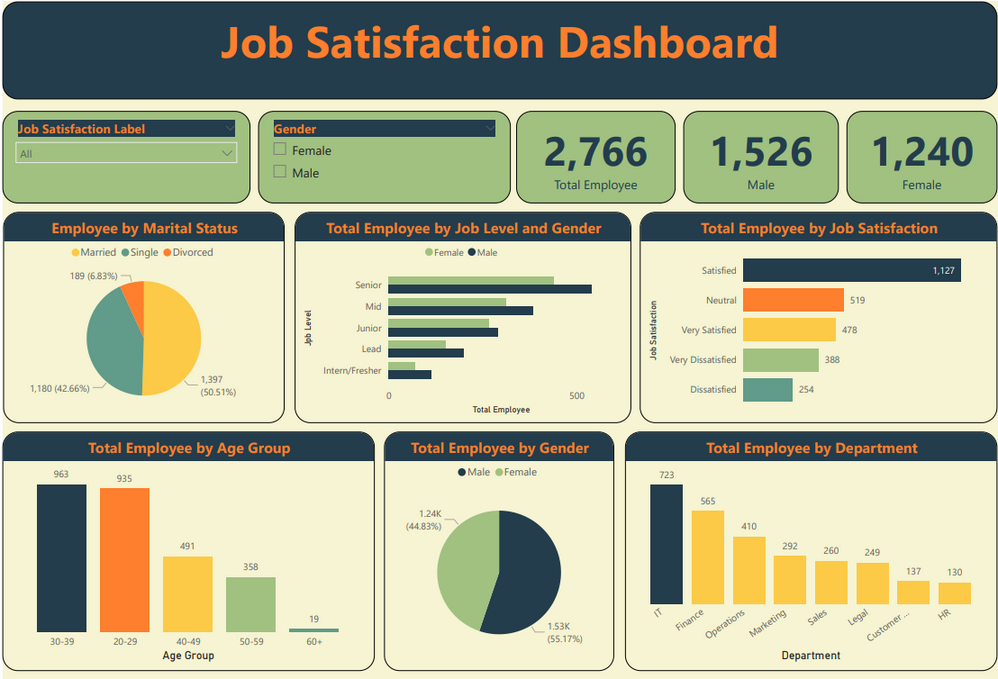 Job Satisfaction Dashboard
Job Satisfaction Label
All
Gender
Female
Male
2,766
Total Employee
1,526
Male
1,240
Female
Employee by Marital Status
Married Single Divorced
189 (6.83%)
1,180 (42.66%)
1,397
(50.51%)
Total Employee by Job Level and Gender
Female Male
Job Level
Senior
Mid
Junior
Lead
Intern/Fresher
0 500
Total Employee
Total Employee by Job Satisfaction
Job Satisfaction
Satisfied 1,127
Neutral 519
Very Satisfied 478
Very Dissatisfied 388
Dissatisfied 254
Total Employee by Age Group
963 935 491 358 19
30-39 20-29 40-49 50-59 60+
Age Group
Total Employee by Gender
Male Female
1.24K
(44.83%)
1.53K
(55.17%)
Total Employee by Department
723 565 410 292 260 249 137 130
IT Finance Operations Marketing Sales Legal Customer ... HR
Department